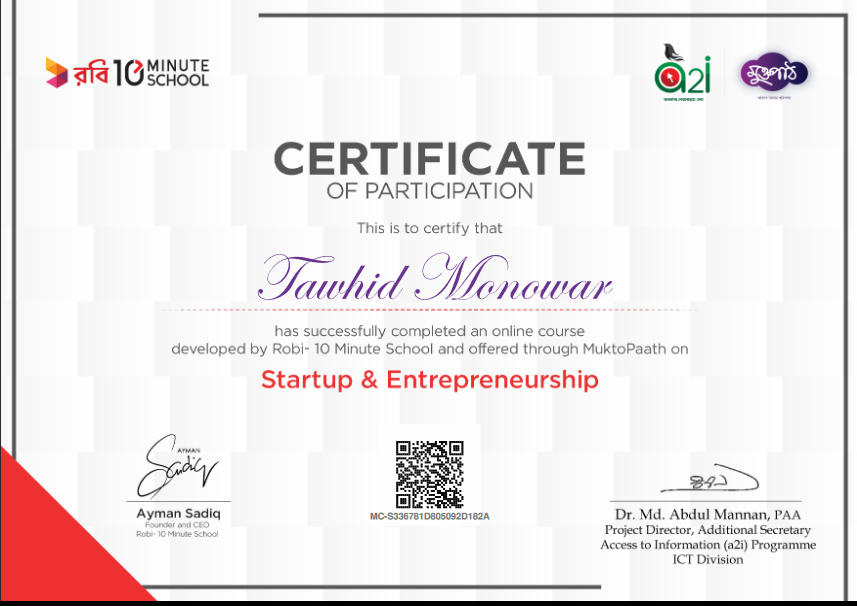 রবি 10 MINUTE SCHOOL
a2i
মুক্তপাঠ
CERTIFICATE
OF PARTICIPATION
This is to certify that
Tawhid Monowar
has successfully completed an online course
developed by Robi- 10 Minute School and offered through MuktoPaath on
Startup & Entrepreneurship
AYMAN
Sadiq
Ayman Sadiq
Founder and CEO
Robi- 10 Minute School
MC-S336781D805092D182A
Dr. Md. Abdul Mannan, PAA
Project Director, Additional Secretary
Access to Information (a2i) Programme
ICT Division